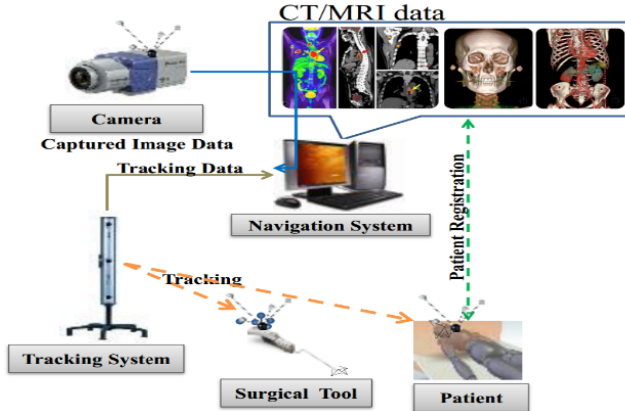 CT/MRI data
Camera
Captured Image Data
Tracking Data
Navigation System
Patient Registration
Tracking
Tracking System
Surgical Tool
Patient